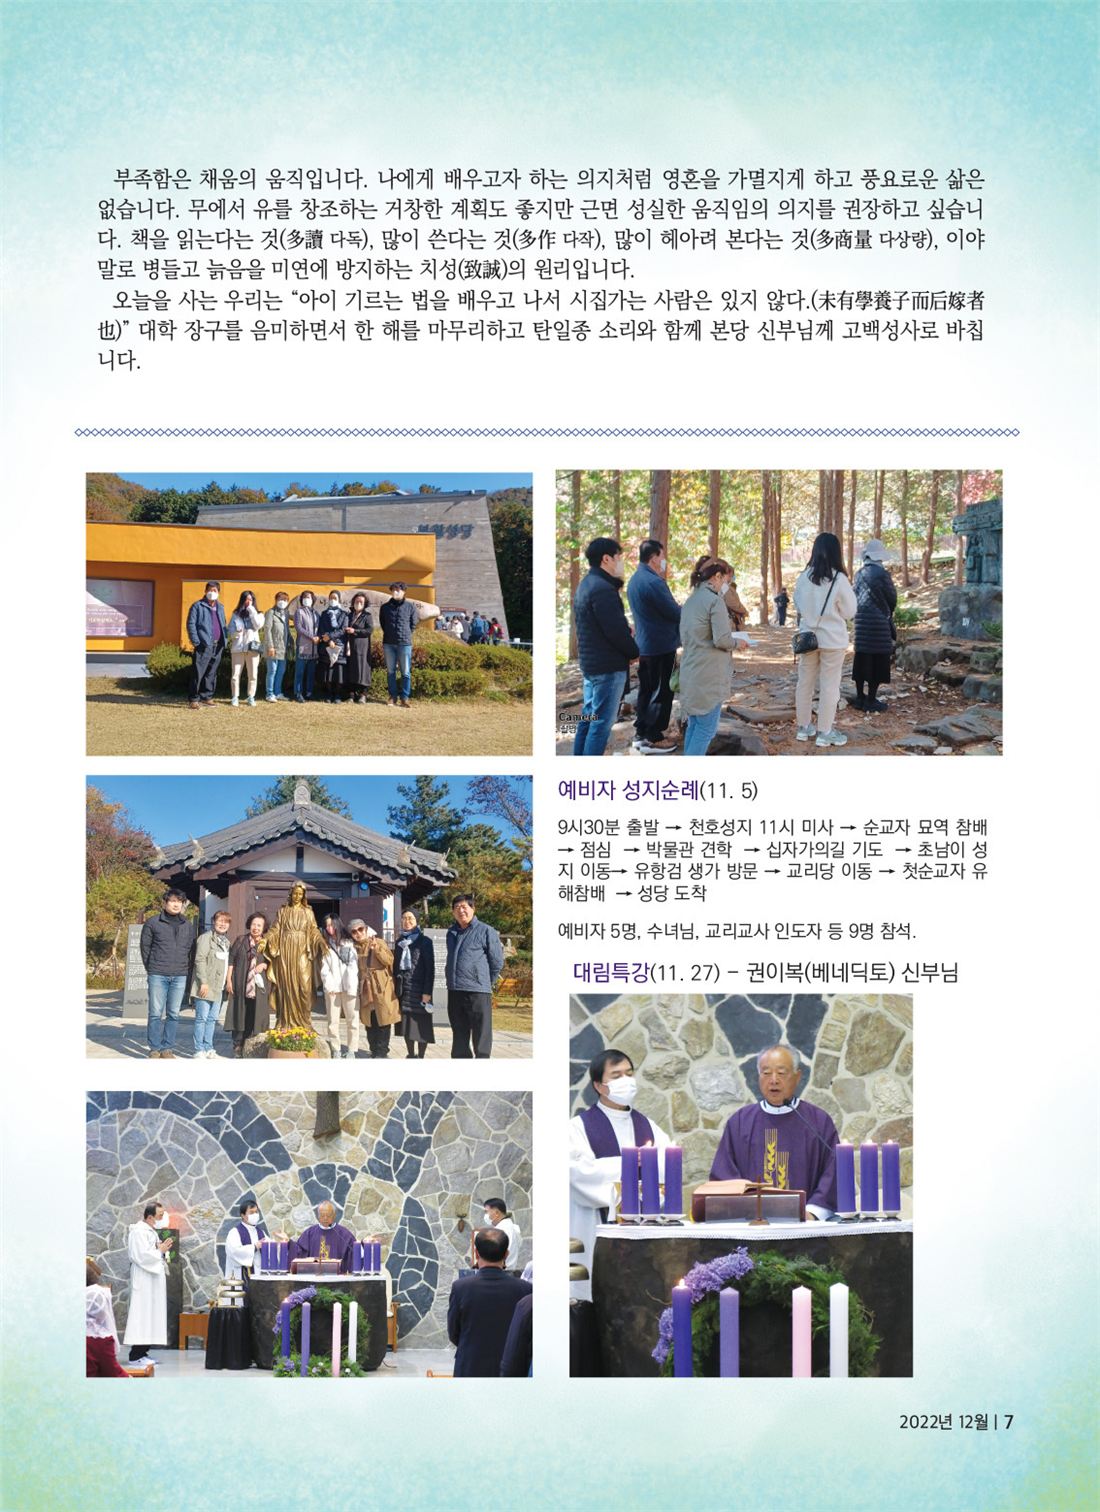 부족함은 채움의 움직입니다. 나에게 배우고자 하는 의지처럼 영혼을 가멸지게 하고 풍요로운 삶은
없습니다. 무에서 유를 창조하는 거창한 계획도 좋지만 근면 성실한 움직임의 의지를 권장하고 싶습니
다. 책을 읽는다는 것(多讀 다독), 많이 쓴다는 것(多作 다작), 많이 헤아려 본다는 것(多商量 다상량), 이야
말로 병들고 늙음을 미연에 방지하는 치성(致誠)의 원리입니다.
오늘을 사는 우리는 “아이 기르는 법을 배우고 나서 시집가는 사람은 있지 않다.(未有學養子而后嫁者
也)” 대학 장구를 음미하면서 한 해를 마무리하고 탄일종 소리와 함께 본당 신부님께 고백성사로 바칩
니다.
부활성당
Camera
예비자 성지순례(11. 5)
9시30분 출발 → 천호성지 11시 미사 → 순교자 묘역 참배
→ 점심 → 박물관 견학 → 십자가의길 기도 → 초남이 성
지 이동→ 유항검 생가 방문 → 교리당 이동 → 첫순교자 유
해참배 → 성당 도착
예비자 5명, 수녀님, 교리교사 인도자 등 9명 참석.
대림특강(11. 27) - 권이복(베네딕토) 신부님
2022년 12월 | 7